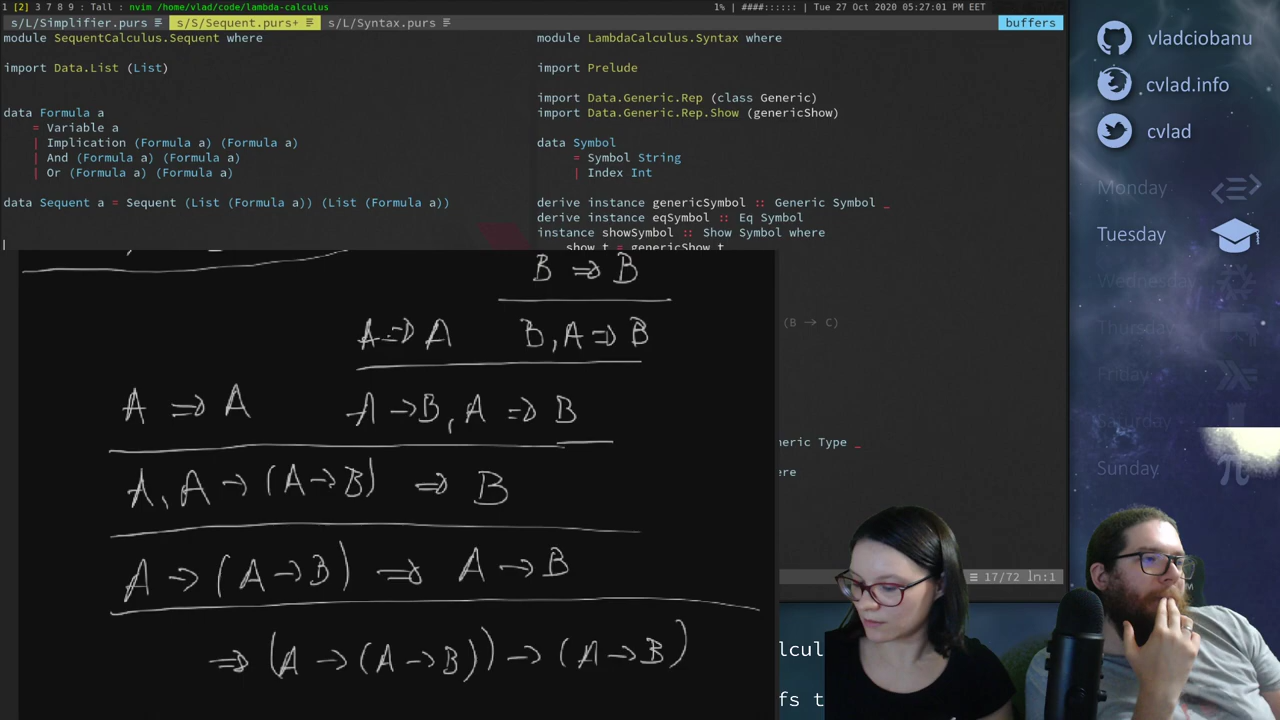 1 [2] 3 7 8 9 : Tall : nvim /home/vlad/code/lambda-calculus
1% | ####:::::: | Tue 27 Oct 2020 05:27:01 PM EET
s/L/Simplifier.purs
s/S/Sequent.purs+
s/L/Syntax.purs
buffers
module SequentCalculus.Sequent where
import Data.List (List)
data Formula a
= Variable a
| Implication (Formula a) (Formula a)
| And (Formula a) (Formula a)
| Or (Formula a) (Formula a)
data Sequent a = Sequent (List (Formula a)) (List (Formula a))
module LambdaCalculus.Syntax where
import Prelude
import Data.Generic.Rep (class Generic)
import Data.Generic.Rep.Show (genericShow)
data Symbol
= Symbol String
| Index Int
derive instance genericSymbol :: Generic Symbol _
derive instance eqSymbol :: Eq Symbol
instance showSymbol :: Show Symbol where
show t = genericShow t
(B → C)
neric Type _
ere
17/72 ln:1
lcul
fs t
B ⇒ B
A ⇒ A B, A ⇒ B
A ⇒ A A → B, A ⇒ B
A, A → (A → B) ⇒ B
A → (A → B) ⇒ A → B
⇒ (A → (A → B)) → (A → B)
vladciobanu
cvlad.info
cvlad
Monday
Tuesday
Wednesday
Thursday
Friday
Saturday
Sunday